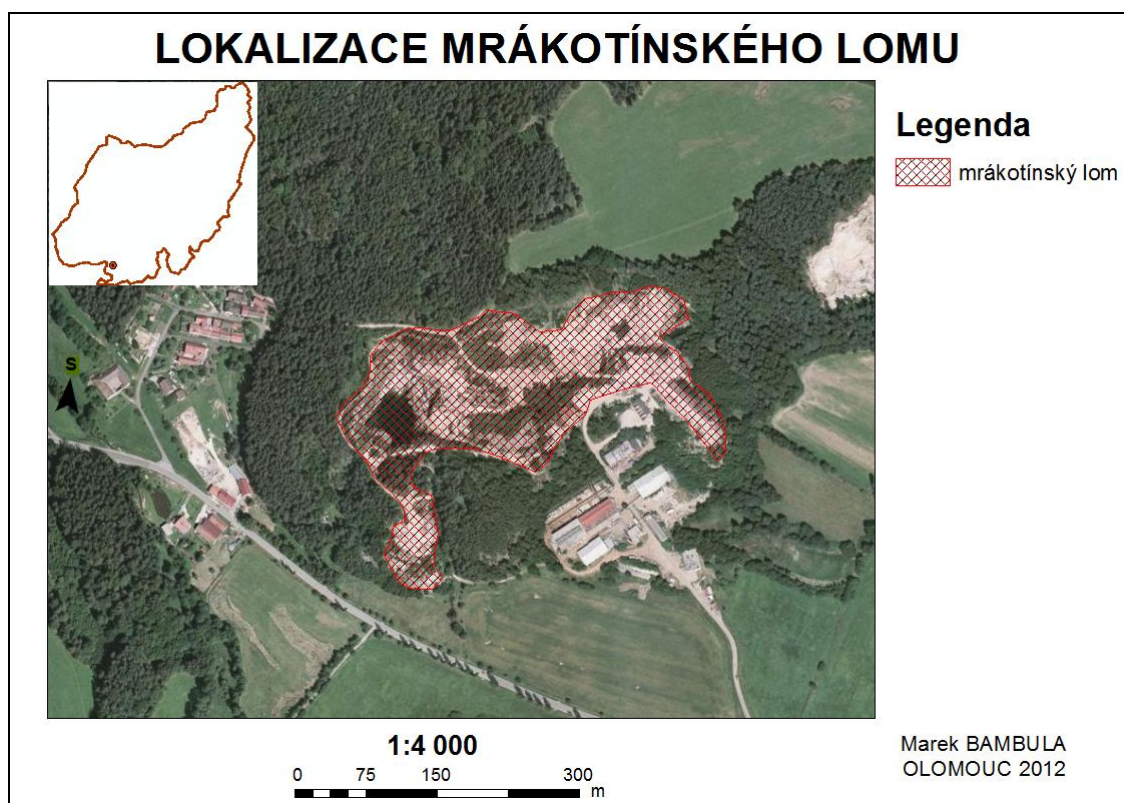 LOKALIZACE MRÁKOTÍNSKÉHO LOMU
Legenda
mrákotínský lom
S
1:4 000
0 75 150 300
m
Marek BAMBULA
OLOMOUC 2012